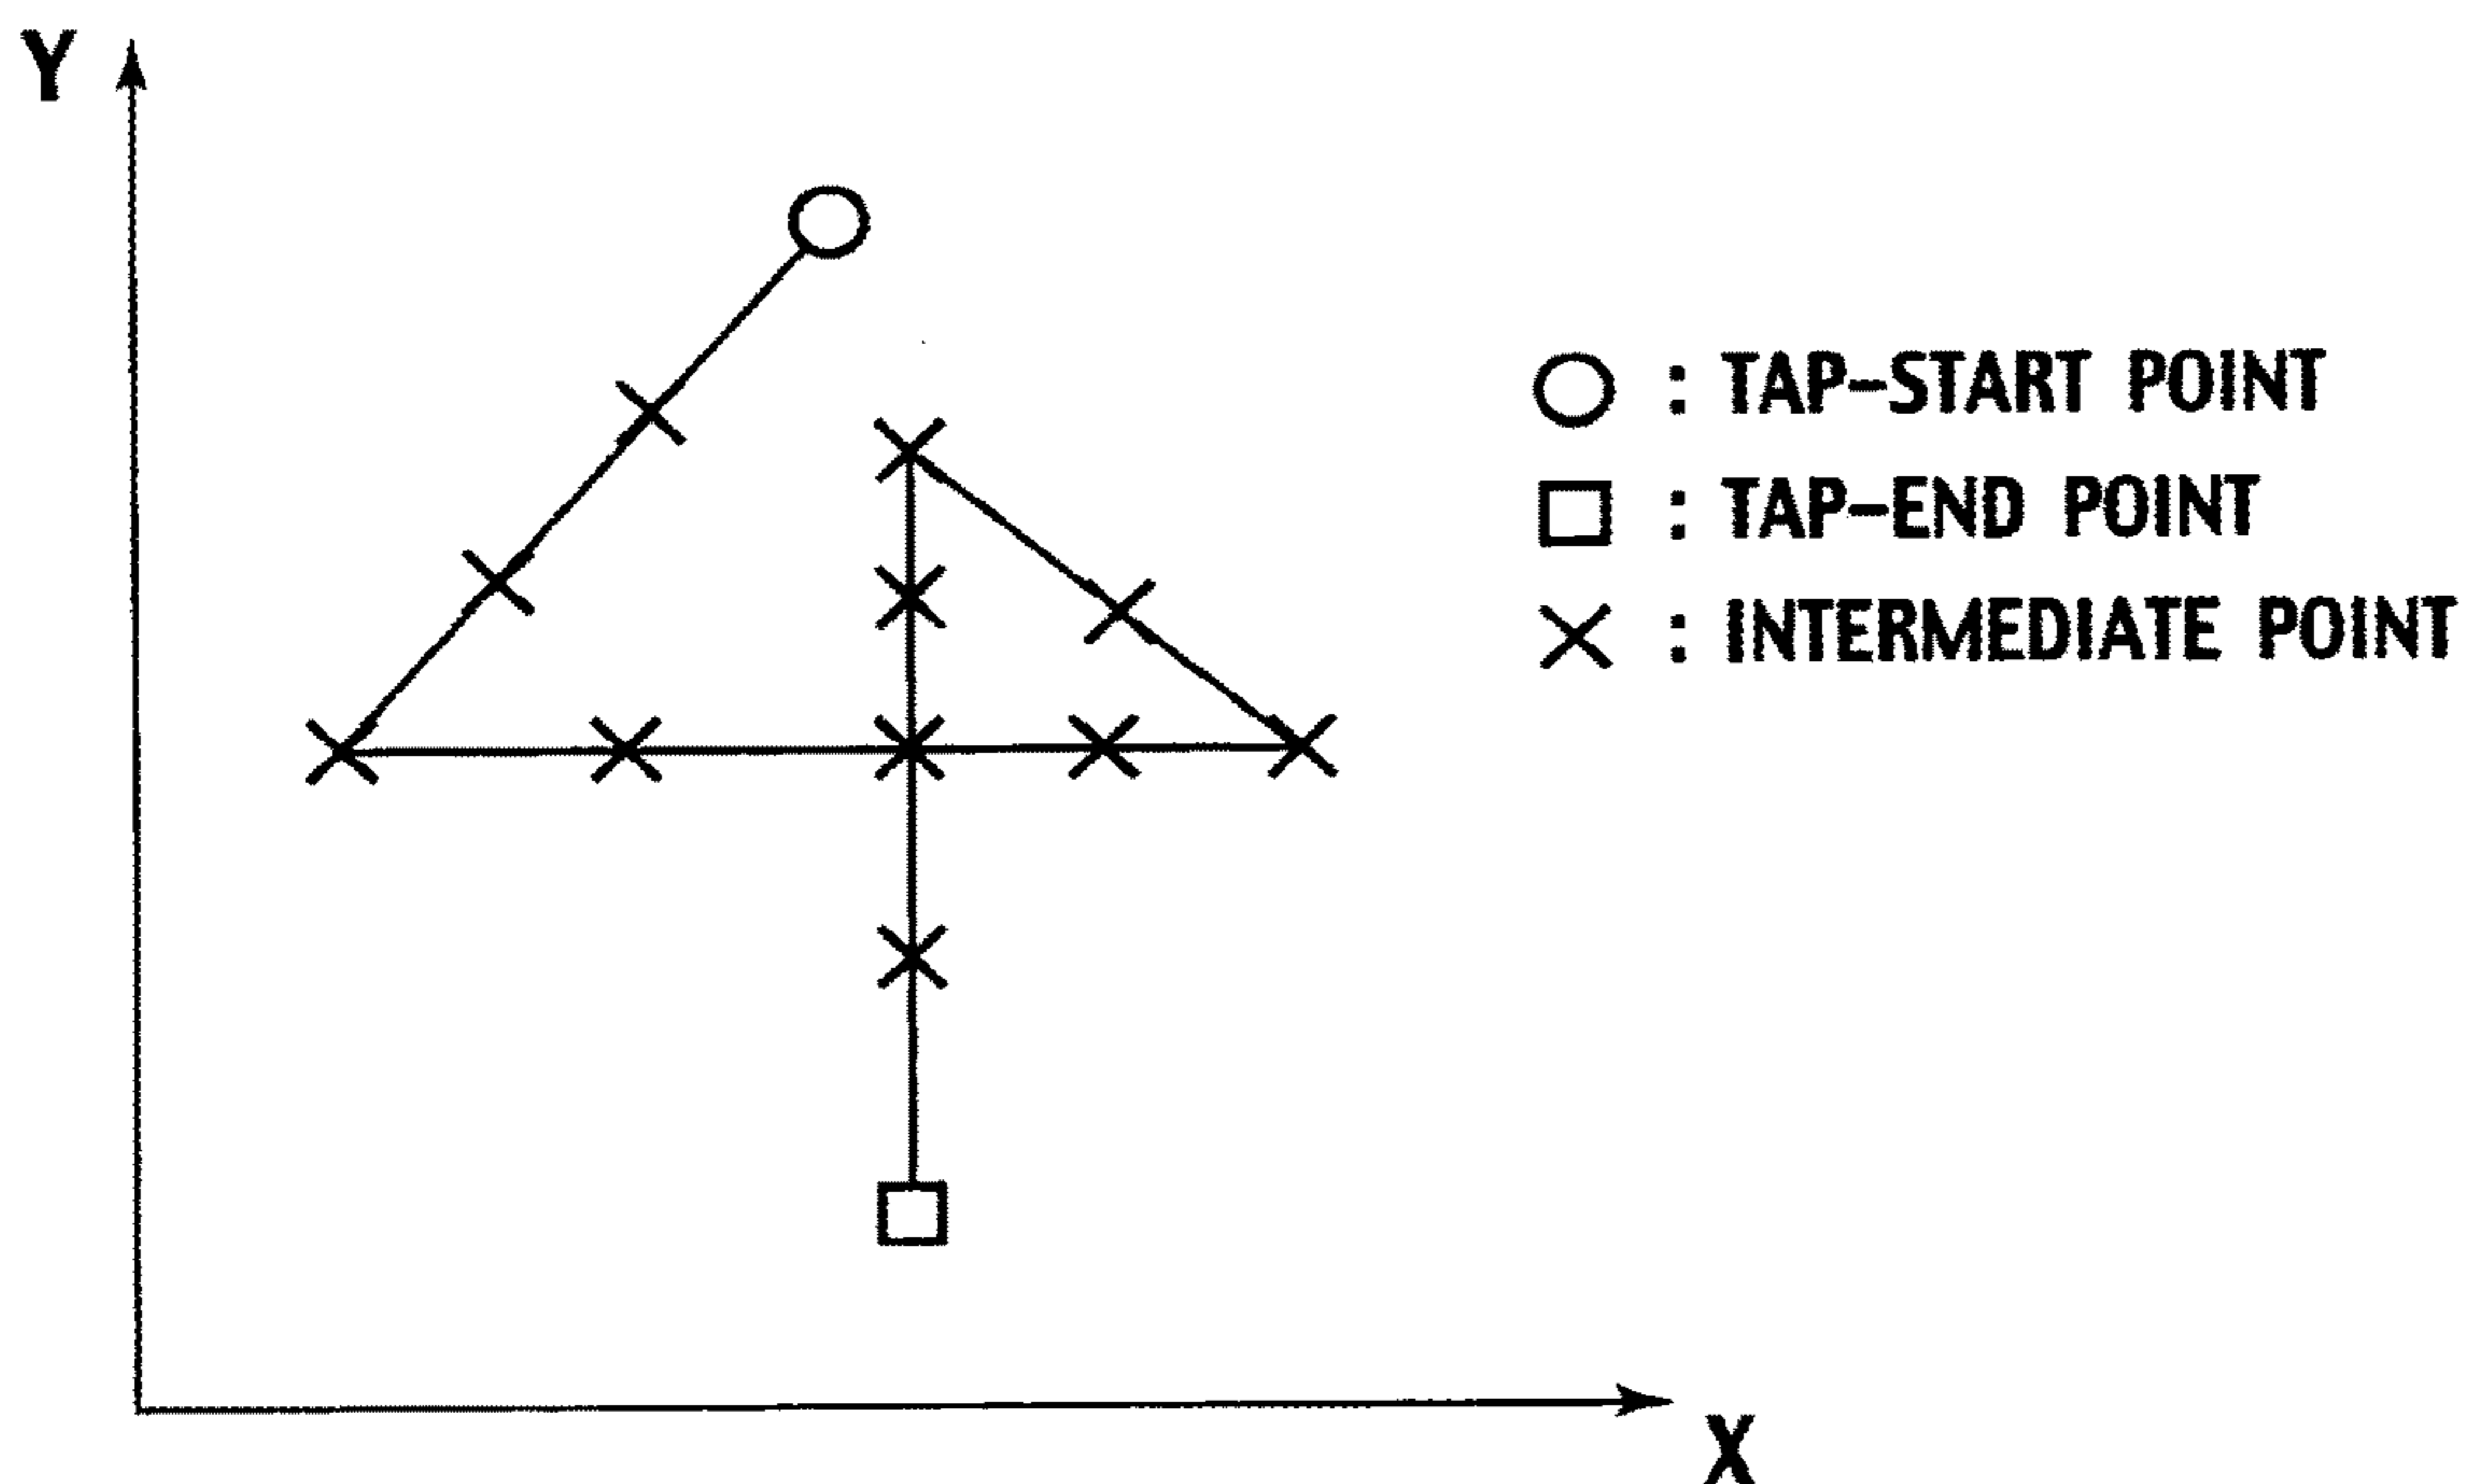 Y
: TAP-START POINT
: TAP-END POINT
: INTERMEDIATE POINT
X